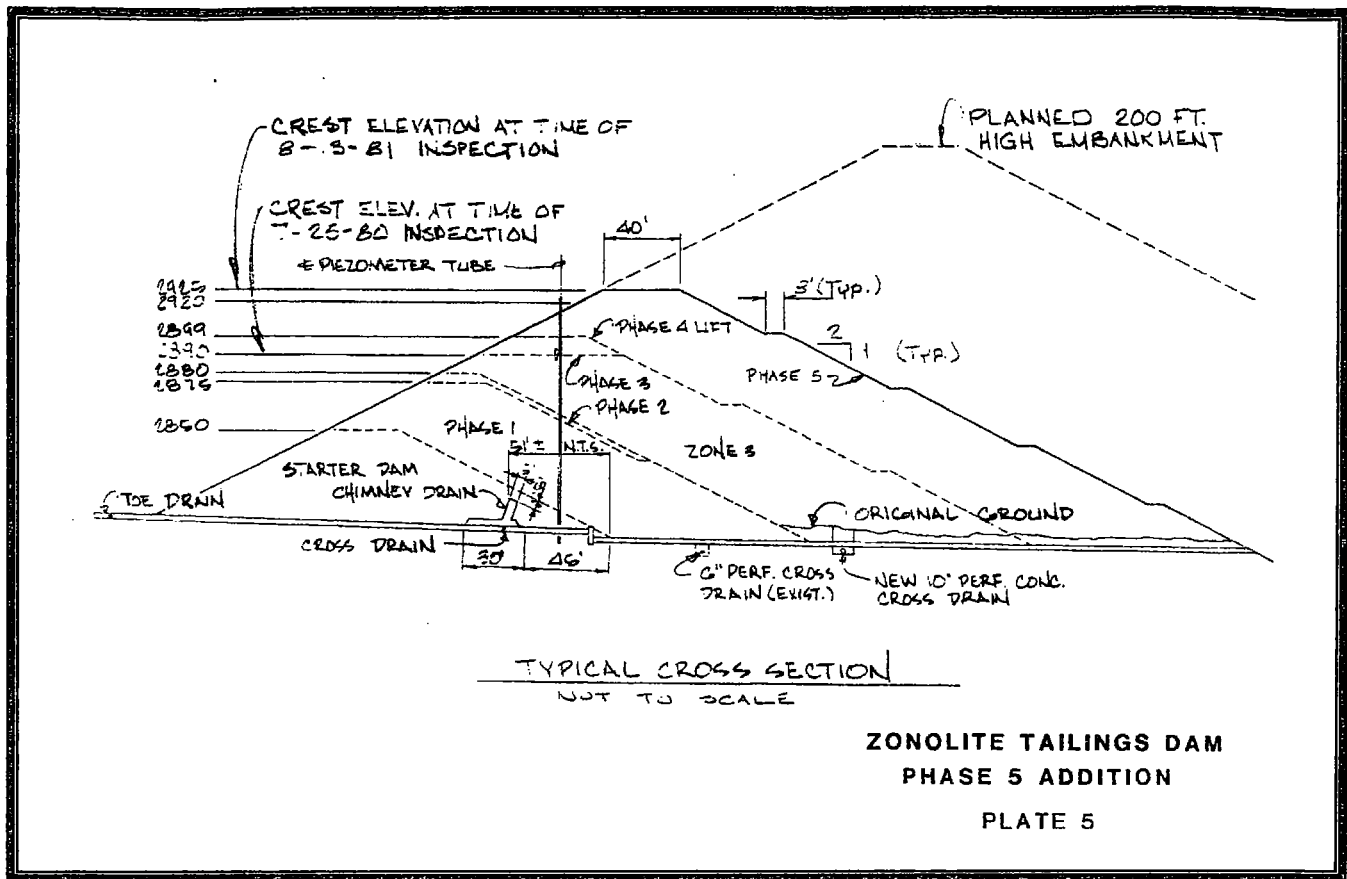 CREST ELEVATION AT TIME OF
8-.3-81 INSPECTION
PLANNED 200 FT.
HIGH EMBANKMENT
CREST ELEV. AT TIME OF
7-25-80 INSPECTION
40'
℄ PIEZOMETER TUBE
3' (TYP.)
2925
2920
2899
2890
2880
2875
2850
PHASE 4 LIFT
2
1 (TYP.)
PHASE 3
PHASE 5
PHASE 2
PHASE 1
51'± N.T.S.
ZONE 3
STARTER DAM
CHIMNEY DRAIN
TOE DRAIN
ORIGINAL GROUND
CROSS DRAIN
30'
46'
6" PERF. CROSS
DRAIN (EXIST.)
NEW 10" PERF. CONC.
CROSS DRAIN
TYPICAL CROSS SECTION
NOT TO SCALE
ZONOLITE TAILINGS DAM
PHASE 5 ADDITION
PLATE 5